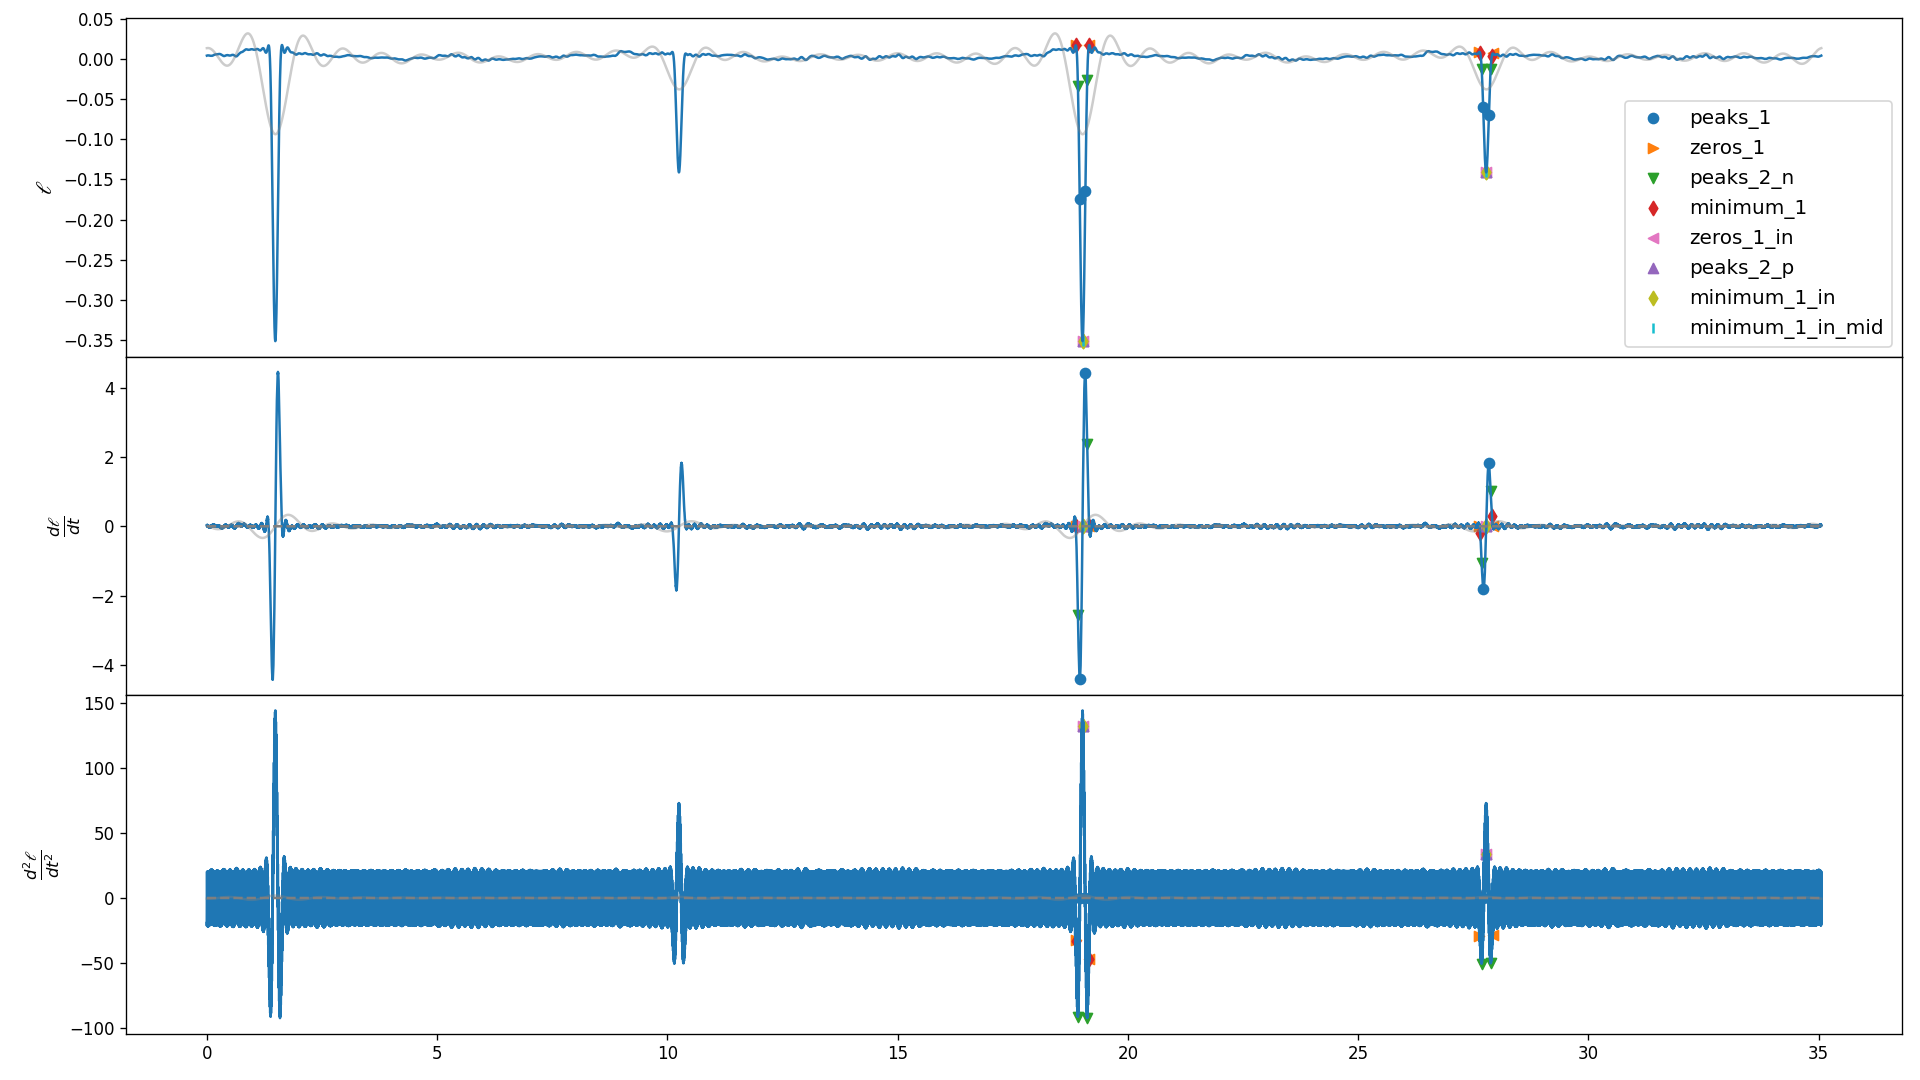 0.05
0.00
−0.05
−0.10
−0.15
−0.20
−0.25
−0.30
−0.35
ℓ
peaks_1
zeros_1
peaks_2_n
minimum_1
zeros_1_in
peaks_2_p
minimum_1_in
minimum_1_in_mid
4
2
0
−2
−4
dℓ
dt
150
100
50
0
−50
−100
d²ℓ
dt²
0 5 10 15 20 25 30 35